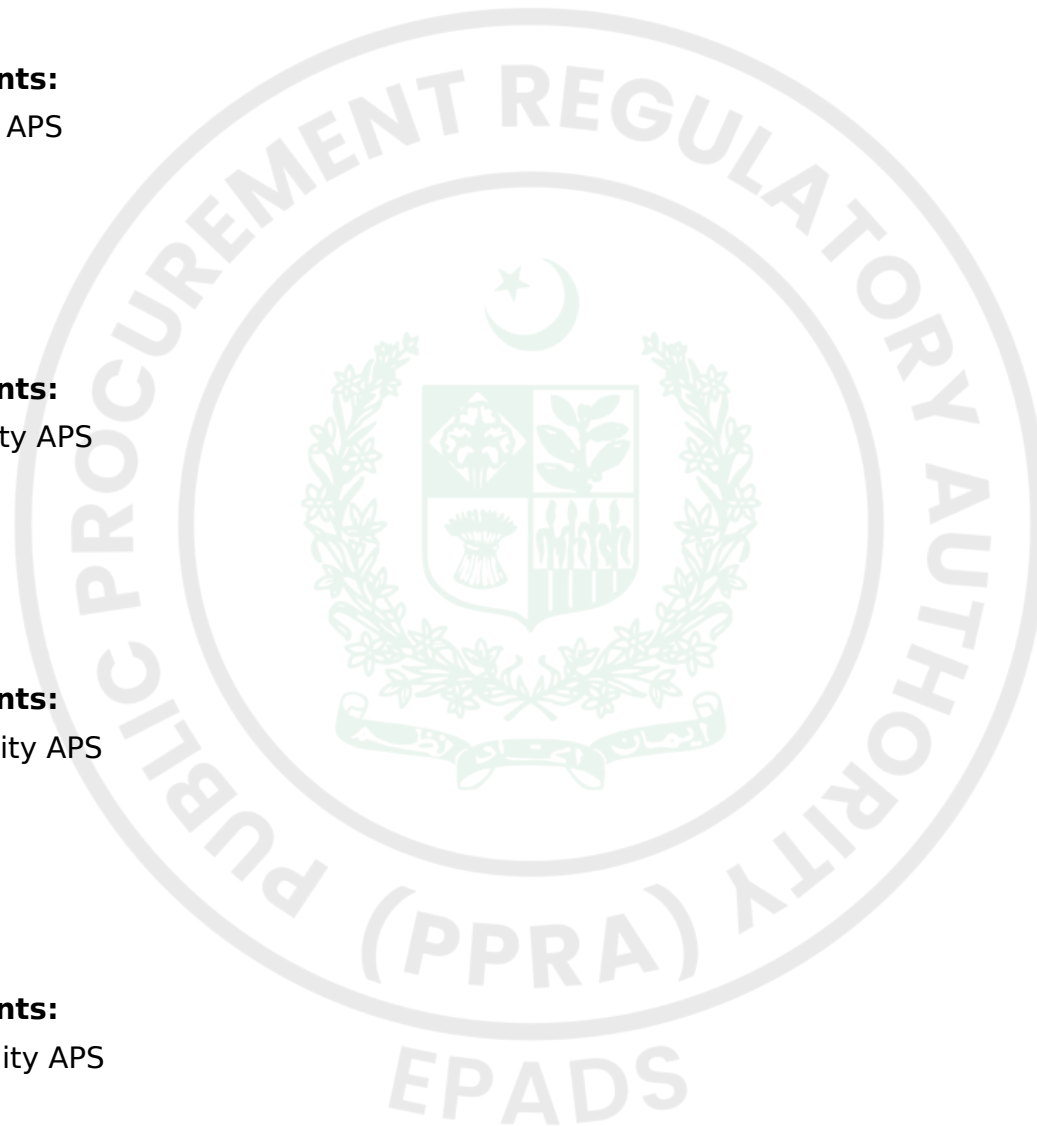 nts:
APS
nts:
ty APS
nts:
ity APS
nts:
ity APS
PUBLIC PROCUREMENT REGULATORY AUTHORITY
(PPRA)
EPADS